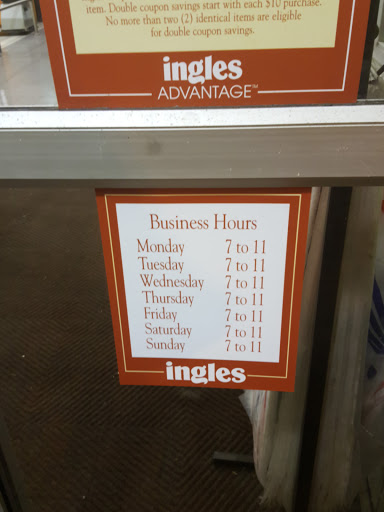 item. Double coupon savings start with each $10 purchase.
No more than two (2) identical items are eligible
for double coupon savings.
ingles
ADVANTAGE™
Business Hours
Monday 7 to 11
Tuesday 7 to 11
Wednesday 7 to 11
Thursday 7 to 11
Friday 7 to 11
Saturday 7 to 11
Sunday 7 to 11
ingles